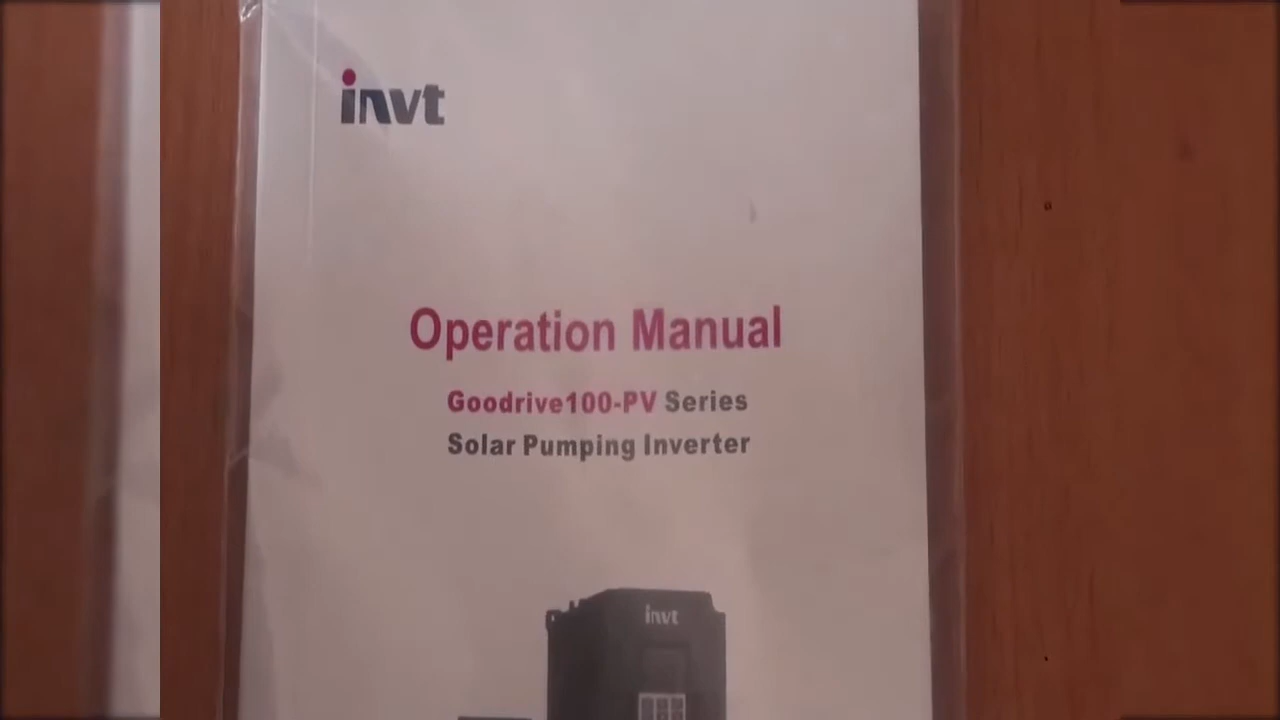 invt
Operation Manual
Goodrive100-PV Series
Solar Pumping Inverter
invt